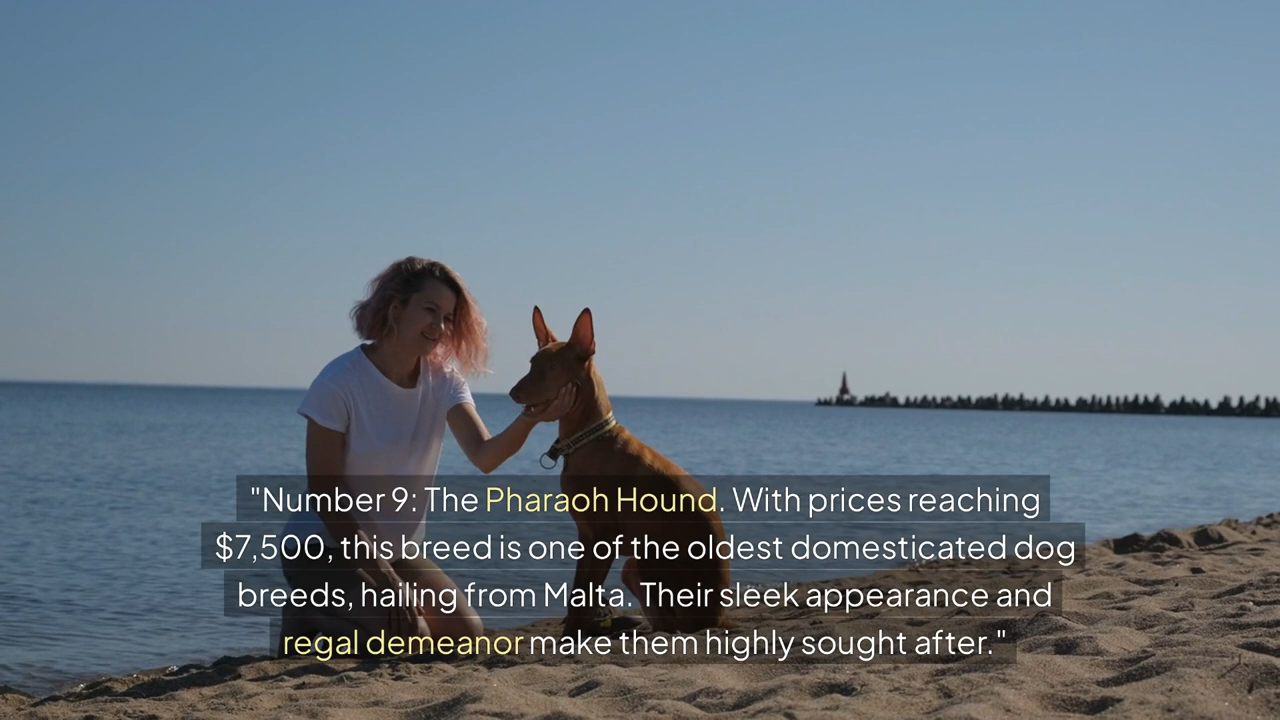 "Number 9: The Pharaoh Hound. With prices reaching
$7,500, this breed is one of the oldest domesticated dog
breeds, hailing from Malta. Their sleek appearance and
regal demeanor make them highly sought after."